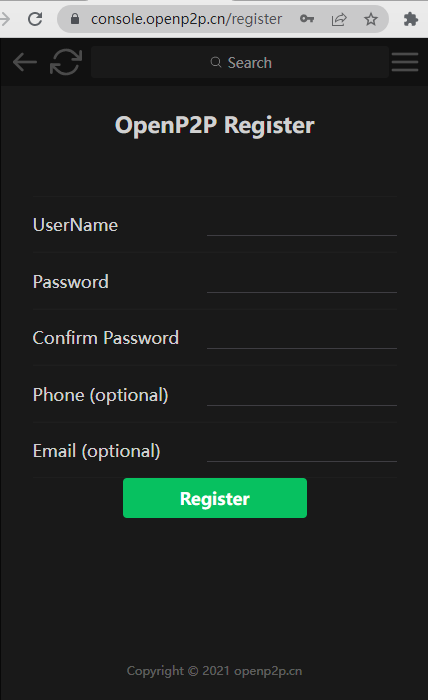 console.openp2p.cn/register
Search
OpenP2P Register
UserName
Password
Confirm Password
Phone (optional)
Email (optional)
Register
Copyright © 2021 openp2p.cn